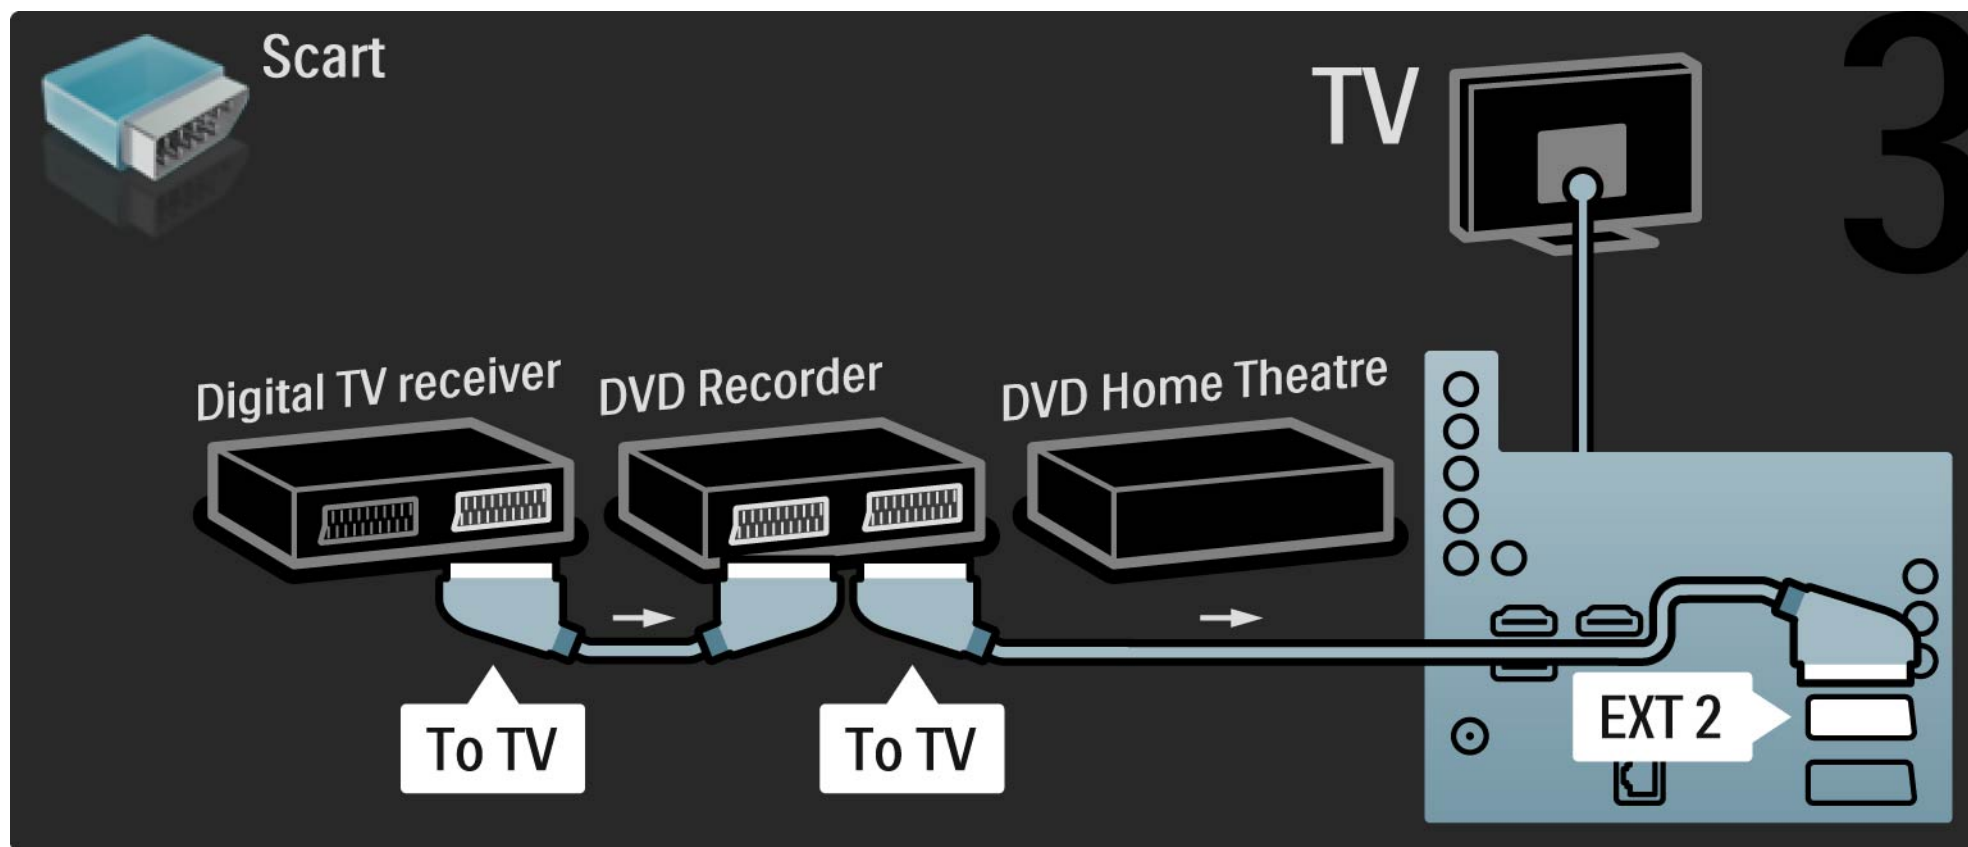 Scart
TV
3
Digital TV receiver
DVD Recorder
DVD Home Theatre
To TV
To TV
EXT 2